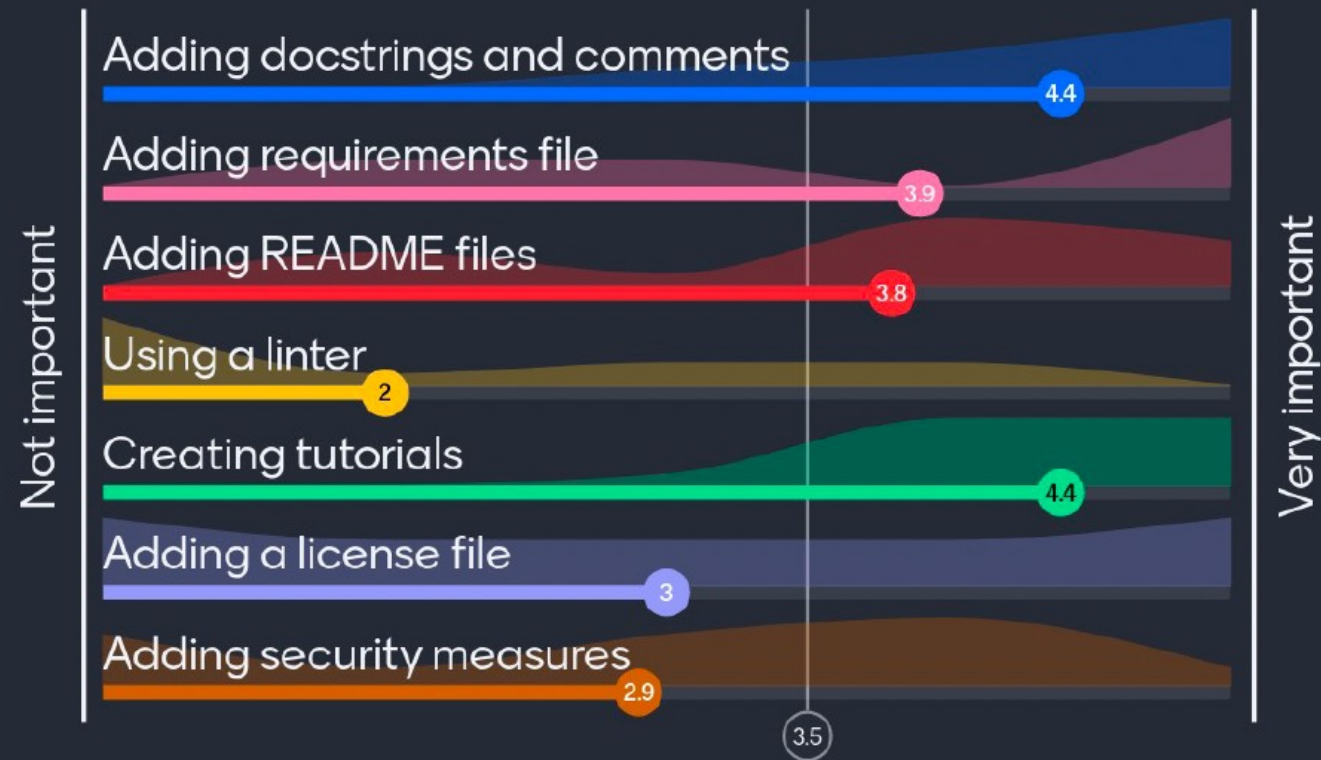 Not important
Adding docstrings and comments
4.4
Adding requirements file
3.9
Adding README files
3.8
Using a linter
2
Creating tutorials
4.4
Adding a license file
3
Adding security measures
2.9
3.5
Very important